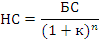 НС = БС / (1 + к)ⁿ